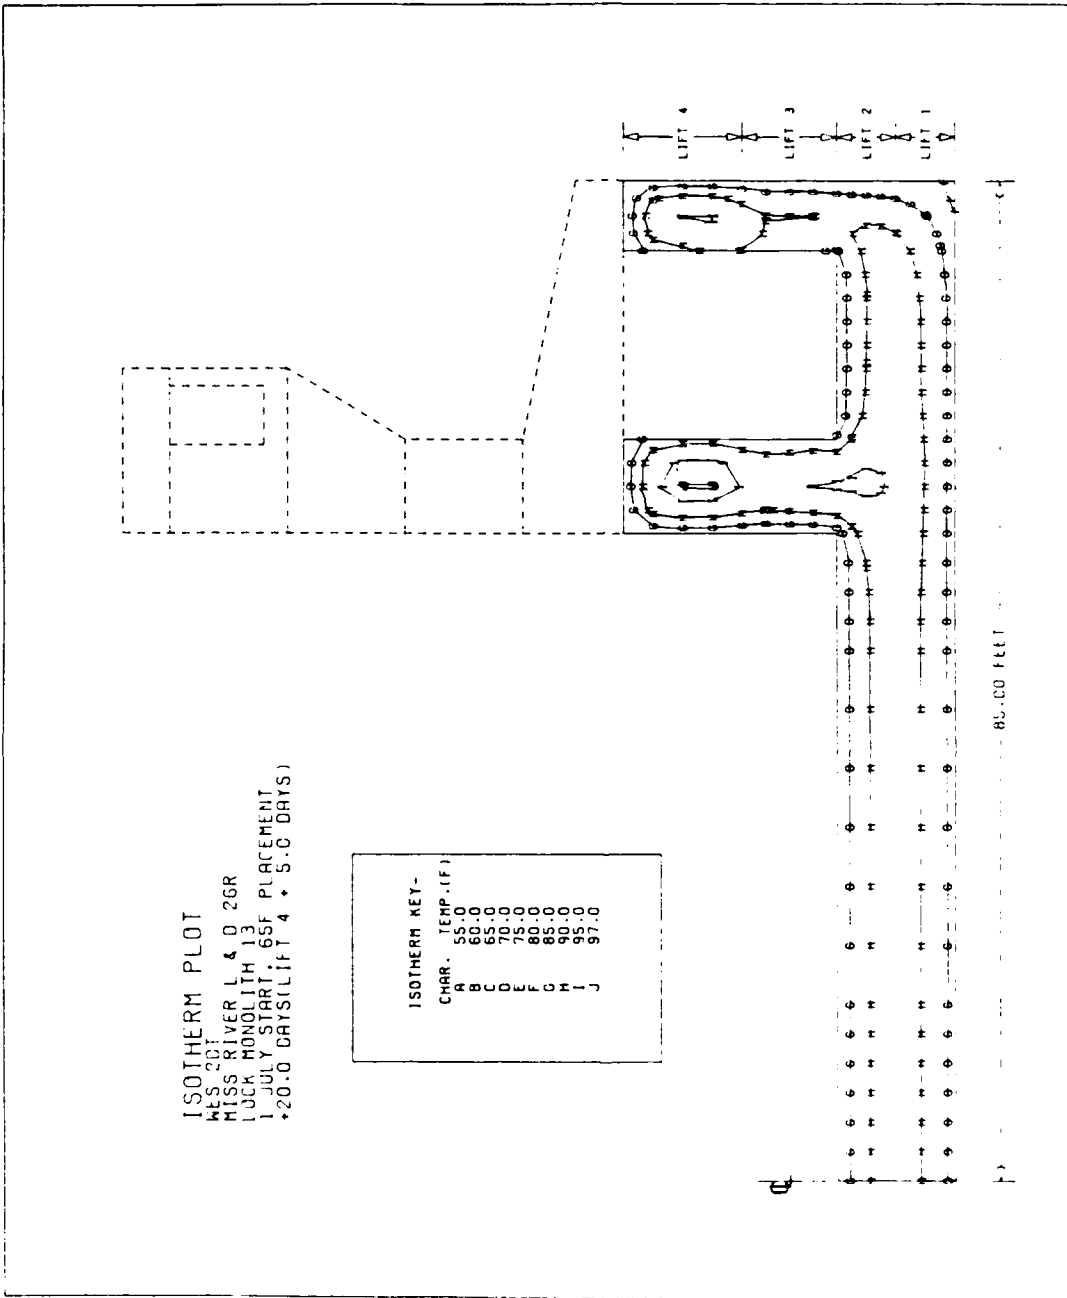 ISOTHERM PLOT
WES 2DT
MISS RIVER L & D 26R
LOCK MONOLITH 13
1 JULY START, 65F PLACEMENT
+20.0 DAYS(LIFT 4 + 5.0 DAYS)
ISOTHERM KEY-
CHAR. TEMP.(F)
A 55.0
B 60.0
C 65.0
D 70.0
E 75.0
F 80.0
G 85.0
H 90.0
I 95.0
J 97.0
LIFT 4
LIFT 3
LIFT 2
LIFT 1
85.00 FEET